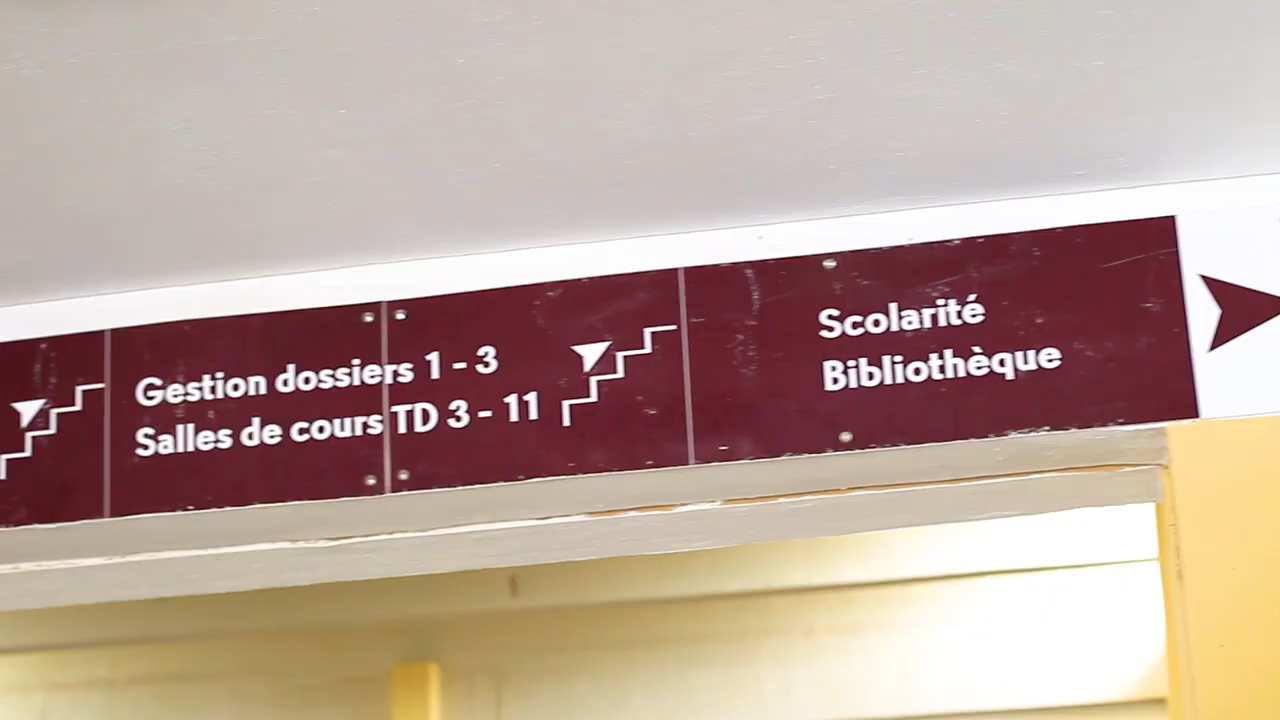 Gestion dossiers 1 - 3
Salles de cours TD 3 - 11
Scolarité
Bibliothèque